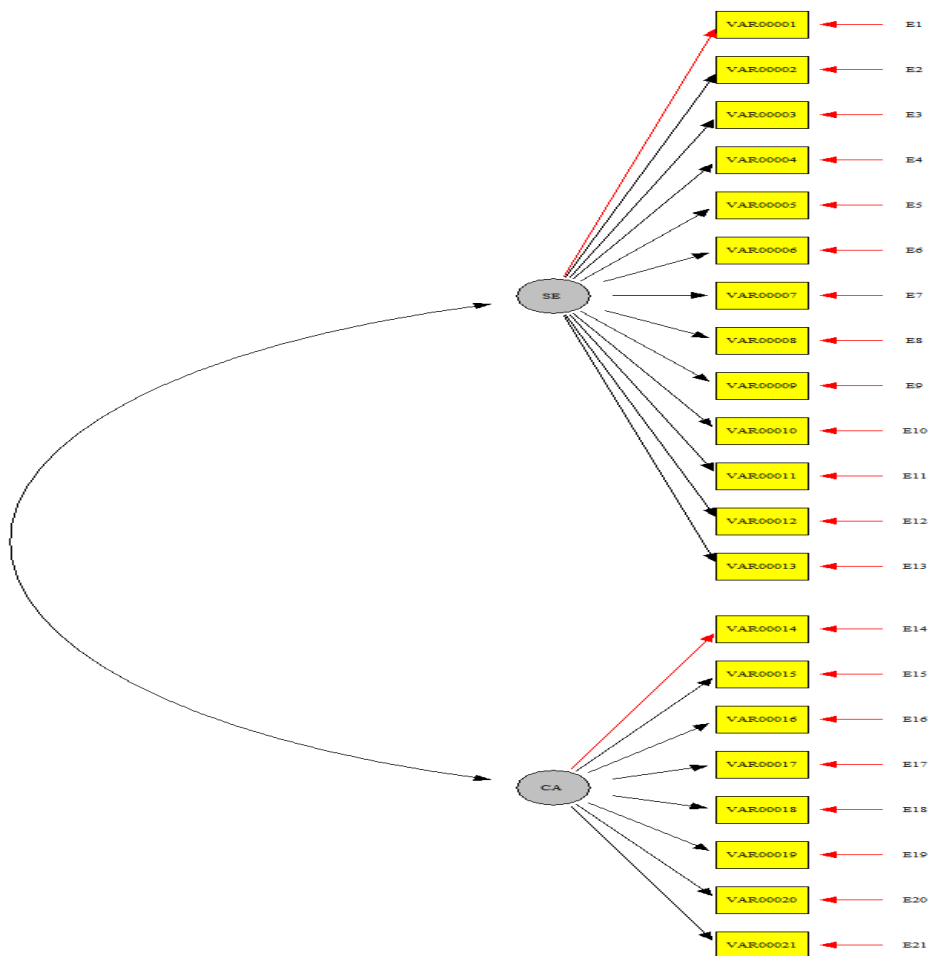 VAR00001 E1
VAR00002 E2
VAR00003 E3
VAR00004 E4
VAR00005 E5
VAR00006 E6
SE VAR00007 E7
VAR00008 E8
VAR00009 E9
VAR00010 E10
VAR00011 E11
VAR00012 E12
VAR00013 E13
VAR00014 E14
VAR00015 E15
VAR00016 E16
VAR00017 E17
CA
VAR00018 E18
VAR00019 E19
VAR00020 E20
VAR00021 E21